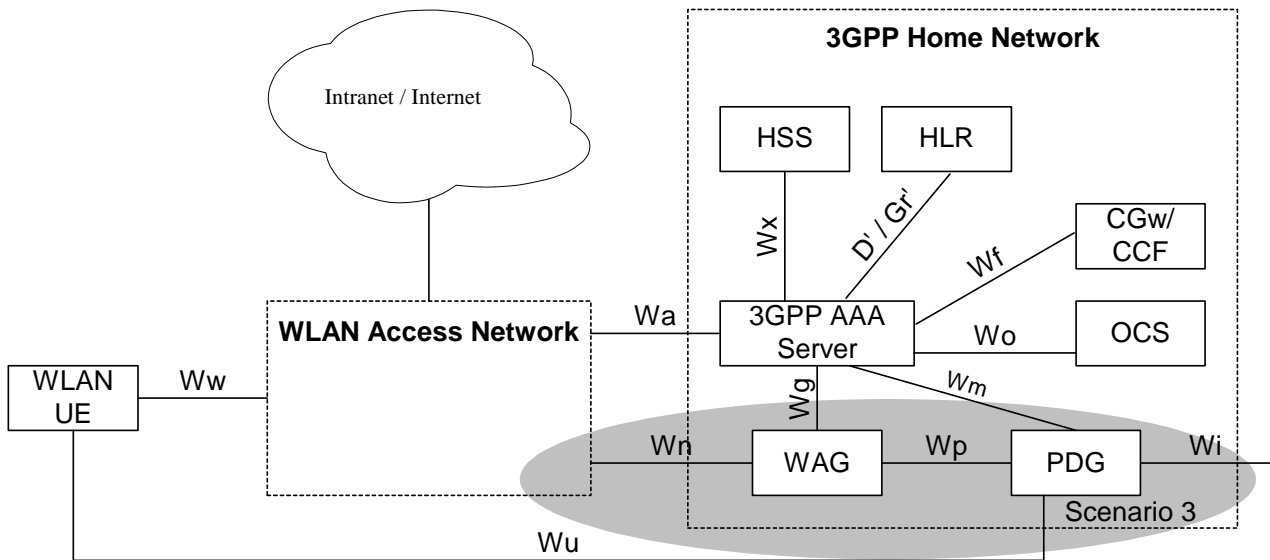 3GPP Home Network
Intranet / Internet
HSS
HLR
Wx
D' / Gr'
CGw/
CCF
Wf
WLAN Access Network
Wa
3GPP AAA
Server
Wo
OCS
WLAN
UE
Ww
Wg
Wm
Wn
WAG
Wp
PDG
Wi
Scenario 3
Wu